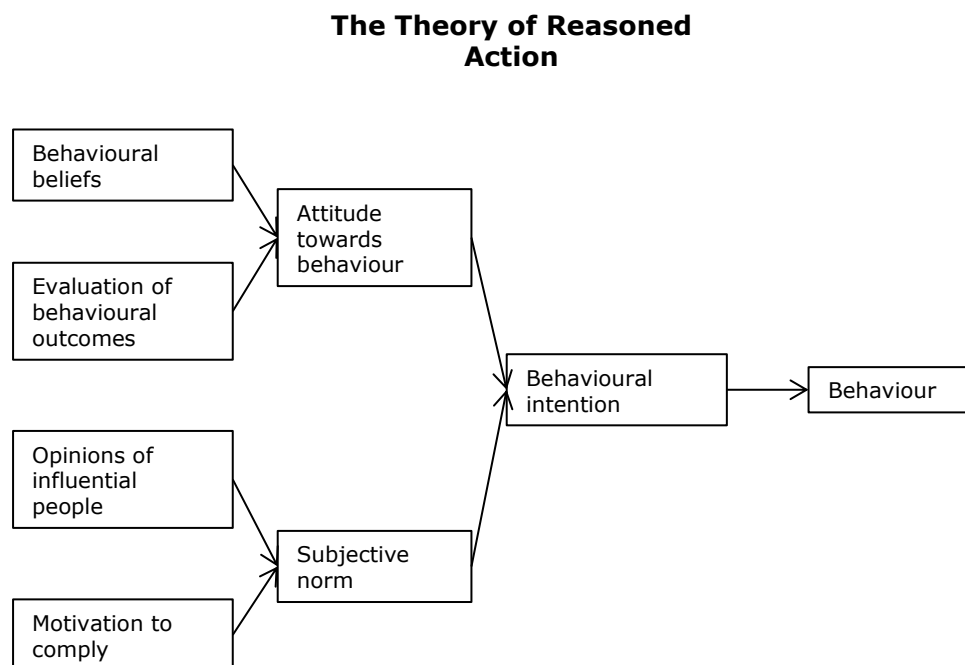 The Theory of Reasoned
Action
Behavioural
beliefs
Attitude
towards
behaviour
Evaluation of
behavioural
outcomes
Behavioural
intention
Behaviour
Opinions of
influential
people
Subjective
norm
Motivation to
comply